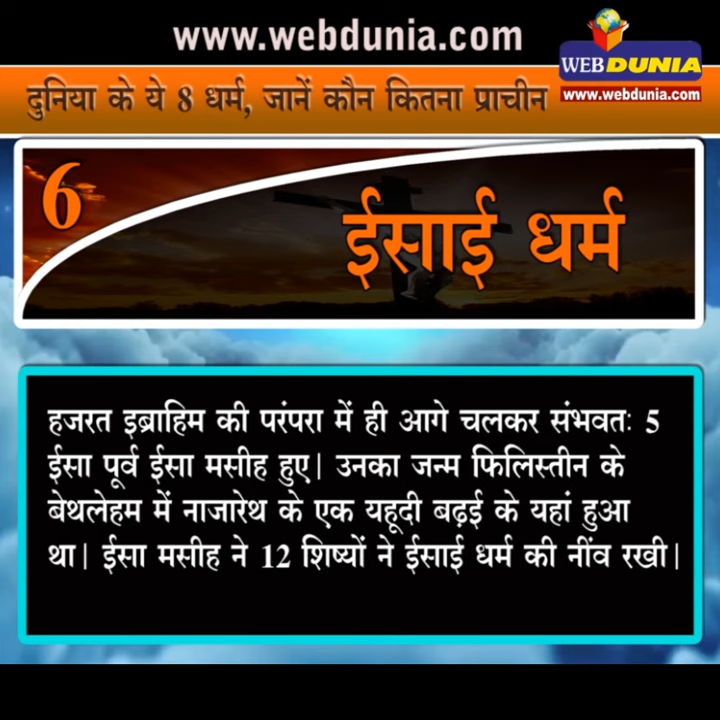 www.webdunia.com
WEBDUNIA
दुनिया के ये 8 धर्म, जानें कौन कितना प्राचीन
www.webdunia.com
6
ईसाई धर्म
हजरत इब्राहिम की परंपरा में ही आगे चलकर संभवतः 5
ईसा पूर्व ईसा मसीह हुए। उनका जन्म फिलिस्तीन के
बेथलेहम में नाजारेथ के एक यहूदी बढ़ई के यहां हुआ
था। ईसा मसीह ने 12 शिष्यों ने ईसाई धर्म की नींव रखी।